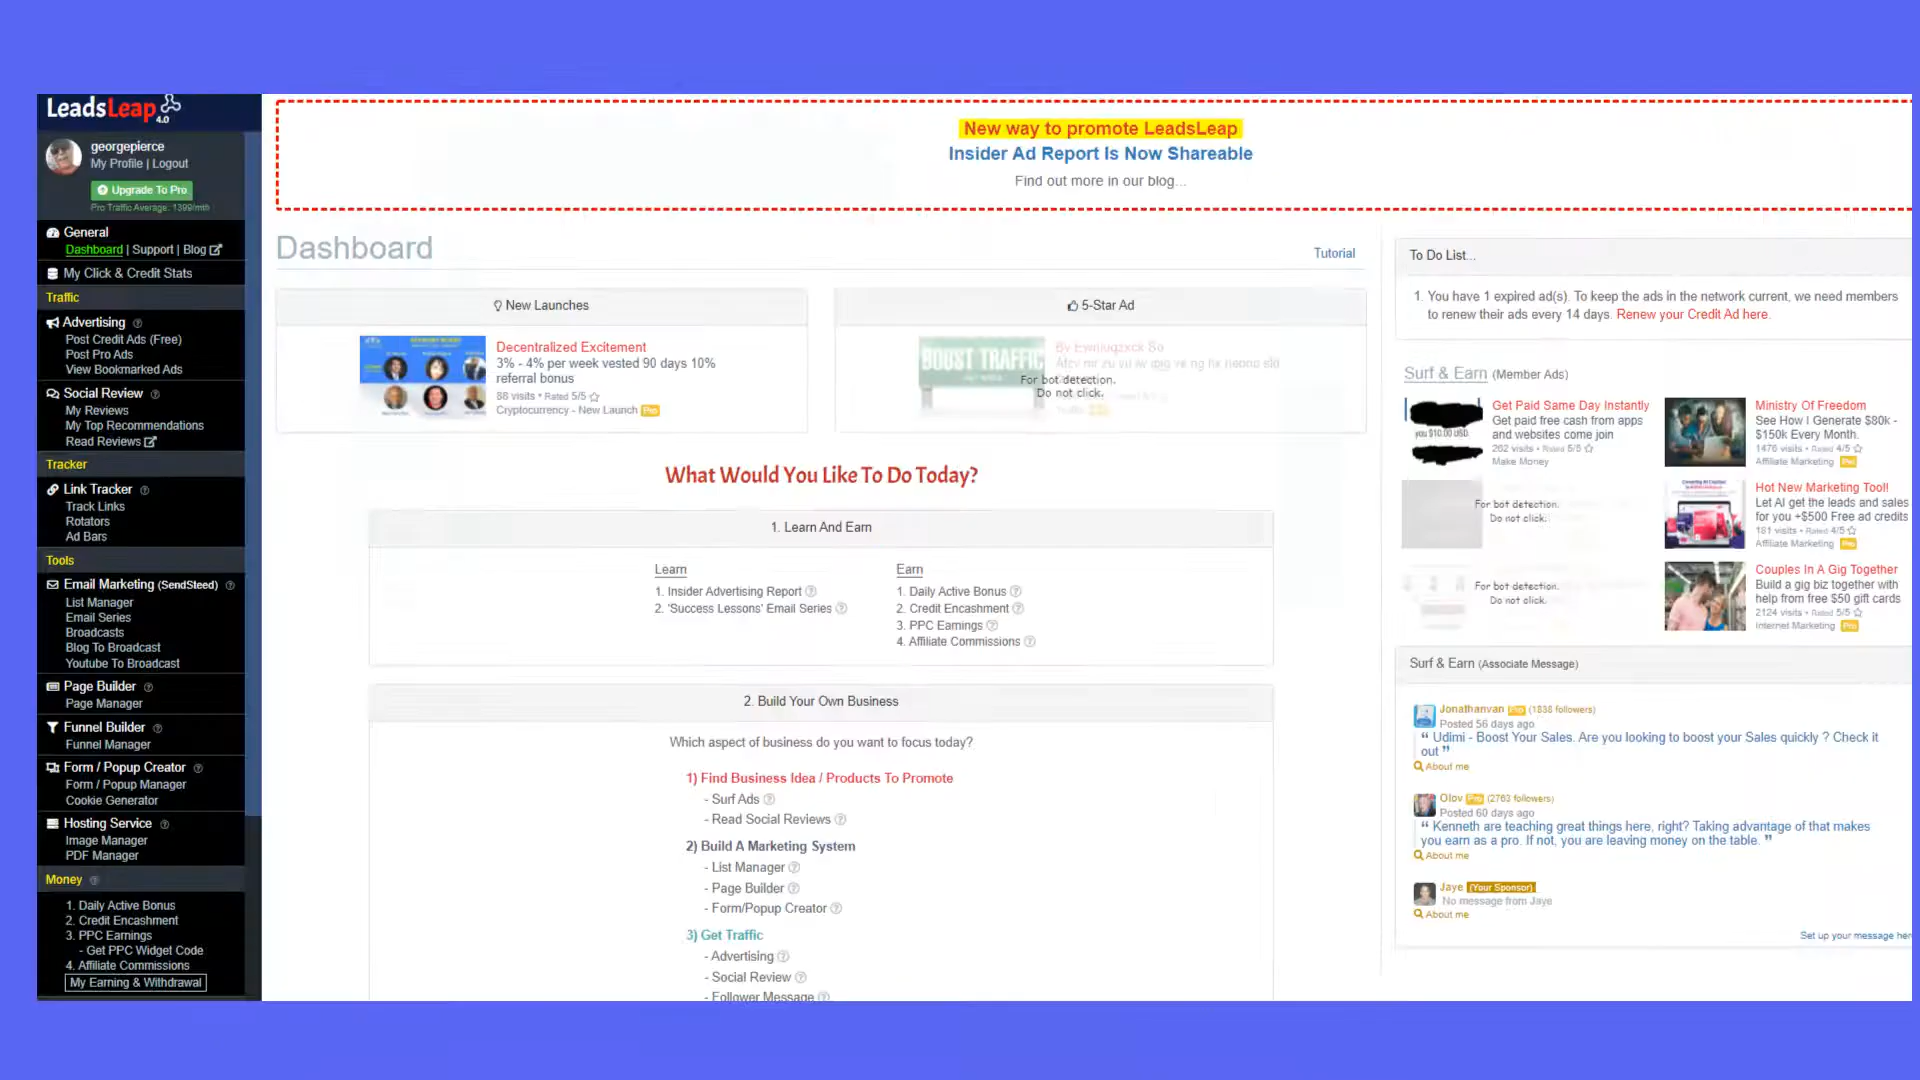 LeadsLeap 4.0
georgepierce
My Profile | Logout
Upgrade To Pro
Pro Traffic Average: 1399/mth
General
Dashboard | Support | Blog
My Click & Credit Stats
Traffic
Advertising
Post Credit Ads (Free)
Post Pro Ads
View Bookmarked Ads
Social Review
My Reviews
My Top Recommendations
Read Reviews
Tracker
Link Tracker
Track Links
Rotators
Ad Bars
Tools
Email Marketing (SendSteed)
List Manager
Email Series
Broadcasts
Blog To Broadcast
Youtube To Broadcast
Page Builder
Page Manager
Funnel Builder
Funnel Manager
Form / Popup Creator
Form / Popup Manager
Cookie Generator
Hosting Service
Image Manager
PDF Manager
Money
1. Daily Active Bonus
2. Credit Encashment
3. PPC Earnings
- Get PPC Widget Code
4. Affiliate Commissions
My Earning & Withdrawal
New way to promote LeadsLeap
Insider Ad Report Is Now Shareable
Find out more in our blog...
Dashboard
Tutorial
New Launches
Decentralized Excitement
3% - 4% per week vested 90 days 10%
referral bonus
88 visits • Rated 5/5
Cryptocurrency - New Launch Pro
5-Star Ad
BOOST TRAFFIC
For bot detection.
Do not click.
What Would You Like To Do Today?
1. Learn And Earn
Learn
1. Insider Advertising Report
2. 'Success Lessons' Email Series
Earn
1. Daily Active Bonus
2. Credit Encashment
3. PPC Earnings
4. Affiliate Commissions
2. Build Your Own Business
Which aspect of business do you want to focus today?
1) Find Business Idea / Products To Promote
- Surf Ads
- Read Social Reviews
2) Build A Marketing System
- List Manager
- Page Builder
- Form/Popup Creator
3) Get Traffic
- Advertising
- Social Review
- Follower Message
To Do List...
1. You have 1 expired ad(s). To keep the ads in the network current, we need members
to renew their ads every 14 days. Renew your Credit Ad here.
Surf & Earn (Member Ads)
you $10.00 USD
Get Paid Same Day Instantly
Get paid free cash from apps
and websites come join
262 visits • Rated 5/5
Make Money
Ministry Of Freedom
See How I Generate $80k -
$150k Every Month.
1476 visits • Rated 4/5
Affiliate Marketing Pro
For bot detection.
Do not click.
Hot New Marketing Tool!
Let AI get the leads and sales
for you +$500 Free ad credits
181 visits • Rated 4/5
Affiliate Marketing Pro
For bot detection.
Do not click.
Couples In A Gig Together
Build a gig biz together with
help from free $50 gift cards
2124 visits • Rated 5/5
Internet Marketing Pro
Surf & Earn (Associate Message)
Jonathanvan Pro (1838 followers)
Posted 56 days ago
“ Udimi - Boost Your Sales. Are you looking to boost your Sales quickly ? Check it
out ”
About me
Olov Pro (2763 followers)
Posted 60 days ago
“ Kenneth are teaching great things here, right? Taking advantage of that makes
you earn as a pro. If not, you are leaving money on the table. ”
About me
Jaye (Your Sponsor)
No message from Jaye
About me
Set up your message her